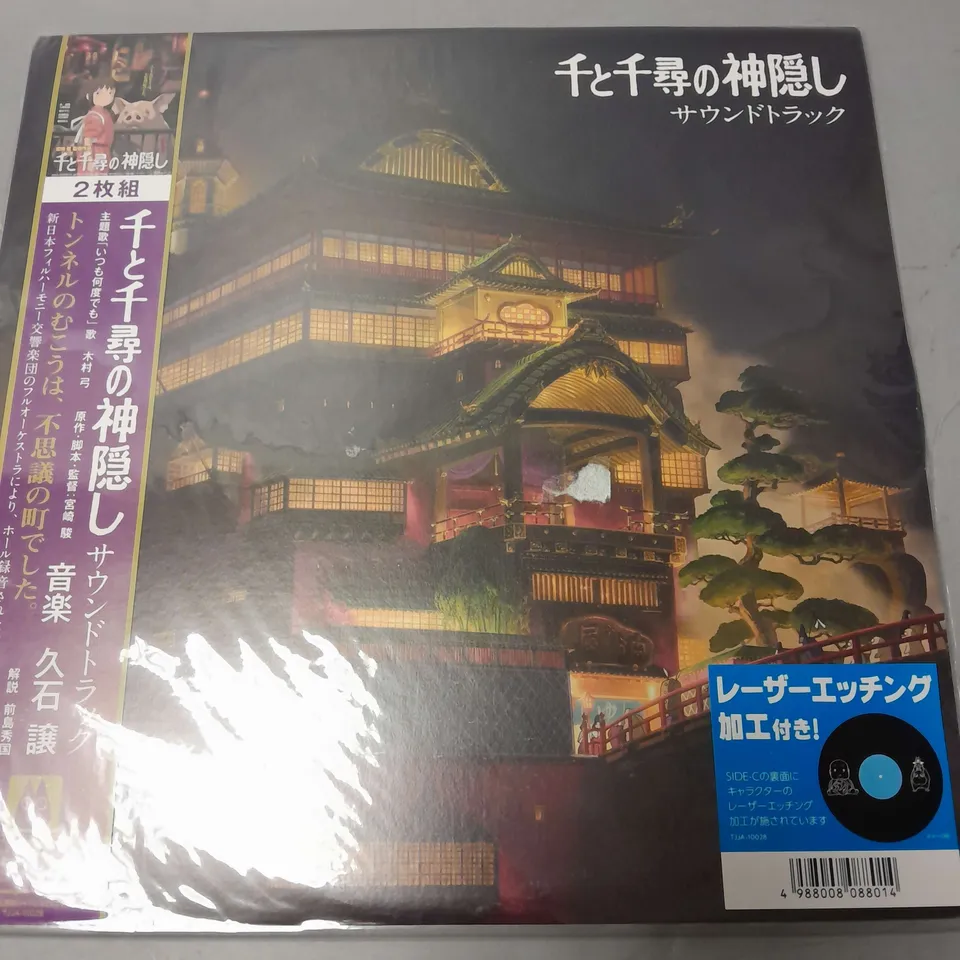 千と千尋の神隠し
サウンドトラック
千と千尋の神隠し
2枚組
千と千尋の神隠し サウンドトラック
主題歌「いつも何度でも」歌 木村 弓 原作・脚本・監督:宮崎 駿 音楽 久石 譲
トンネルのむこうは、不思議の町でした。
新日本フィルハーモニー交響楽団のフルオーケストラにより、ホール録音
解説 前島秀国
レーザーエッチング
加工付き!
SIDE-Cの裏面に
キャラクターの
レーザーエッチング
加工が施されています
TJJA-10028
4 988008 088014